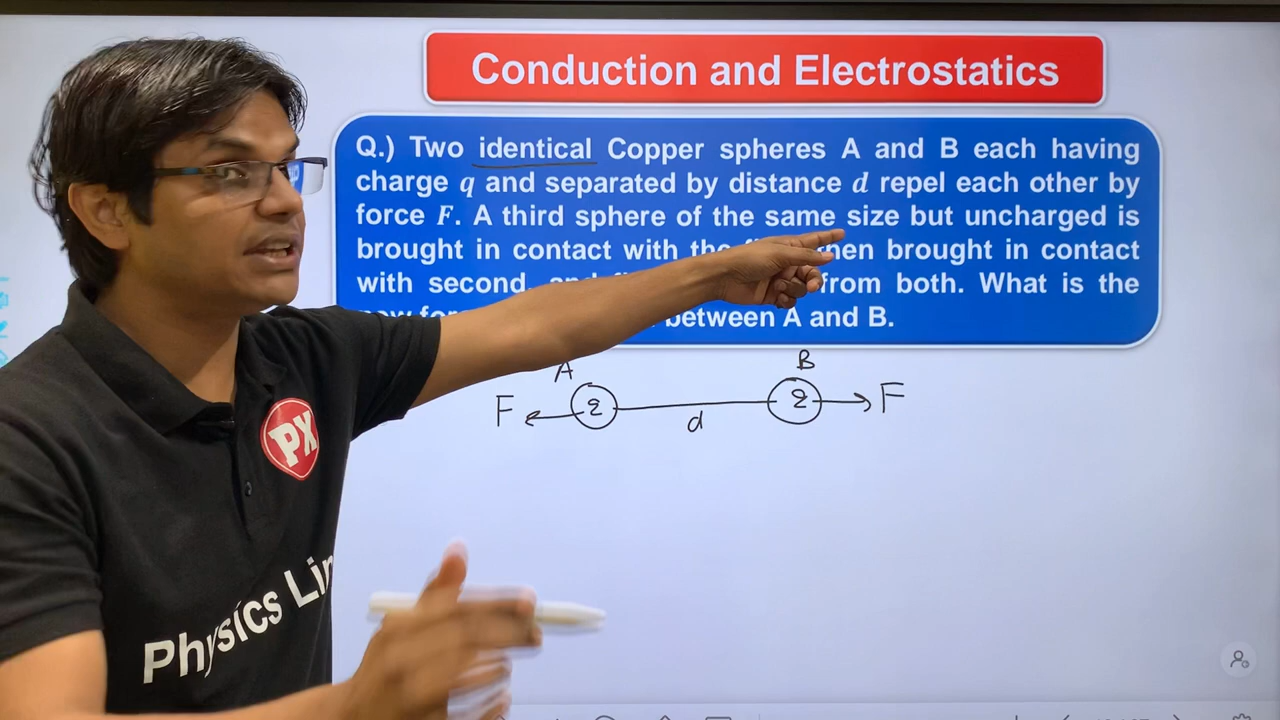 Conduction and Electrostatics
Q.) Two identical Copper spheres A and B each having
charge q and separated by distance d repel each other by
force F. A third sphere of the same size but uncharged is
brought in contact with the then brought in contact
with second, from both. What is the
between A and B.
A B
F q d q F
PX
Physics